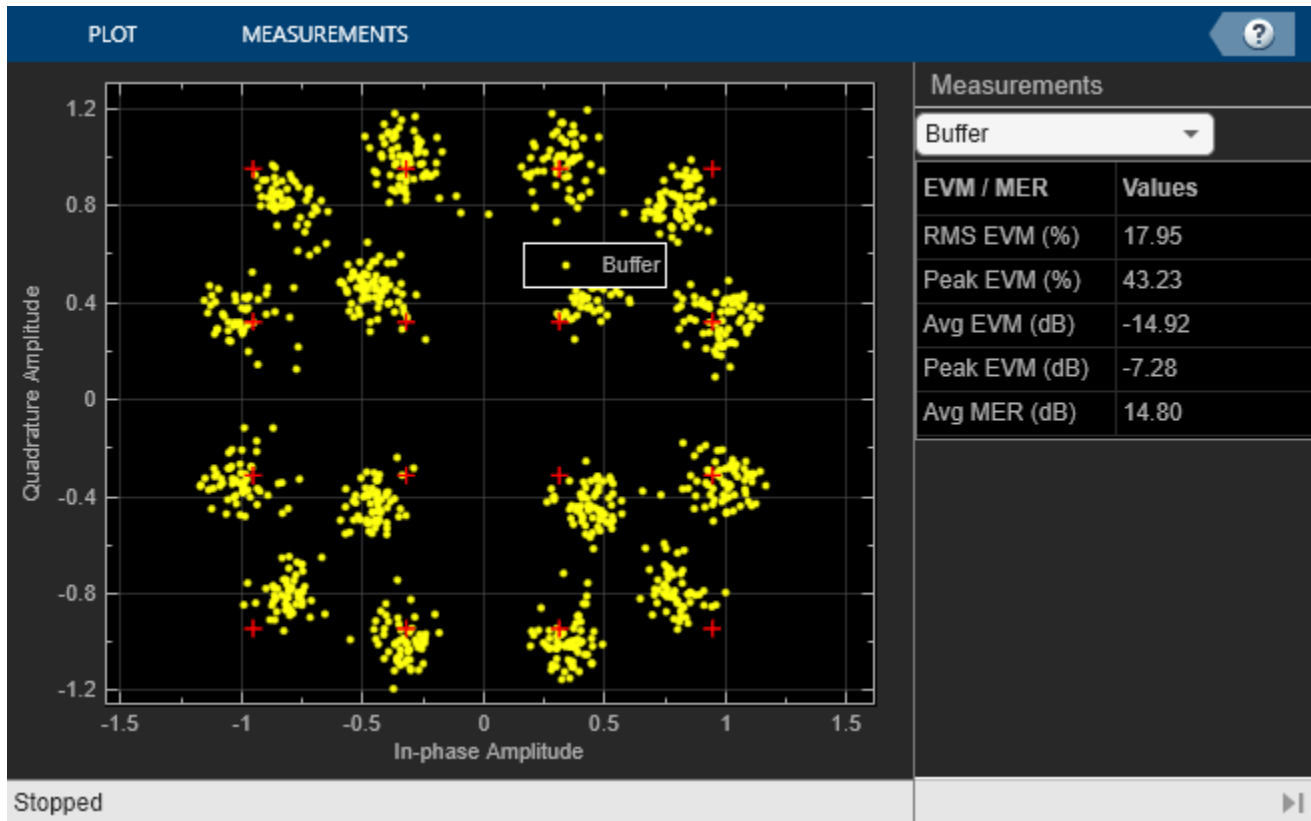 PLOT MEASUREMENTS ?
Measurements
Buffer
EVM / MER Values
RMS EVM (%) 17.95
Peak EVM (%) 43.23
Avg EVM (dB) -14.92
Peak EVM (dB) -7.28
Avg MER (dB) 14.80
Quadrature Amplitude
1.2
0.8
0.4
0
-0.4
-0.8
-1.2
Buffer
-1.5 -1 -0.5 0 0.5 1 1.5
In-phase Amplitude
Stopped